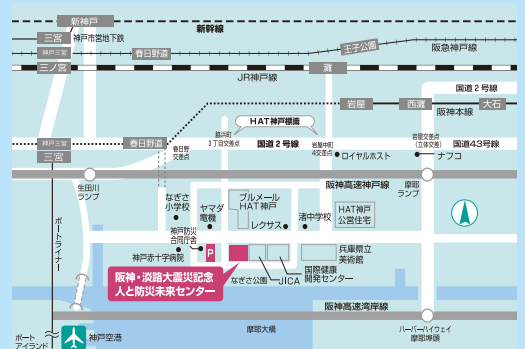 新神戸
新幹線
三宮
神戸市営地下鉄
神戸三宮
春日野道
王子公園
阪急神戸線
三ノ宮
灘
JR神戸線
国道2号線
岩屋
西灘
大石
阪神本線
HAT神戸標識
脇浜町
3丁目交差点
国道2号線
岩屋中町
4交差点
岩屋交差点
(立体交差)
国道43号線
神戸三宮
春日野道
三宮
春日野
交差点
ロイヤルホスト
ナフコ
阪神高速神戸線
生田川
ランプ
摩耶
ランプ
なぎさ
小学校
ヤマダ
電機
ブルメール
HAT神戸
レクサス
渚中学校
HAT神戸
公営住宅
ポートライナー
神戸防災
合同庁舎
神戸赤十字病院
P
兵庫県立
美術館
国際健康
開発センター
JICA
なぎさ公園
阪神・淡路大震災記念
人と防災未来センター
阪神高速湾岸線
ポート
アイランド
神戸空港
摩耶大橋
ハーバーハイウェイ
摩耶埠頭